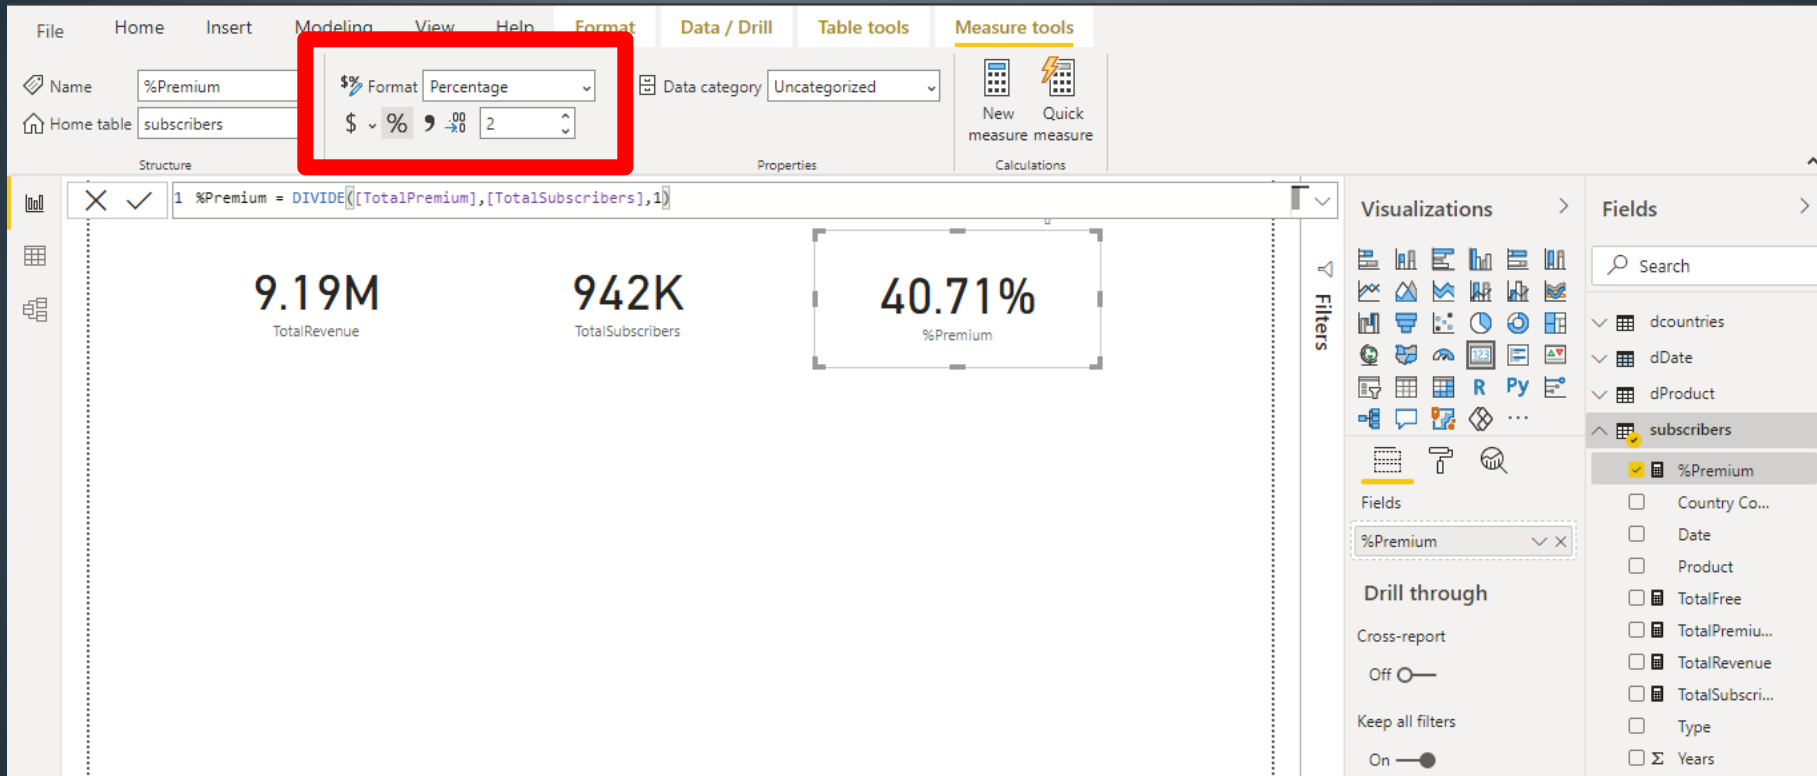 File Home Insert Modeling View Help Format Data / Drill Table tools Measure tools
Name %Premium
Home table subscribers
Structure
$% Format Percentage
$ % , .00 2
Data category Uncategorized
Properties
New measure
Quick measure
Calculations
1 %Premium = DIVIDE([TotalPremium],[TotalSubscribers],1)
9.19M
TotalRevenue
942K
TotalSubscribers
40.71%
%Premium
Filters
Visualizations
123
R Py
...
Fields
%Premium
Drill through
Cross-report
Off
Keep all filters
On
Fields
Search
dcountries
dDate
dProduct
subscribers
%Premium
Country Co...
Date
Product
TotalFree
TotalPremiu...
TotalRevenue
TotalSubscri...
Type
Σ Years